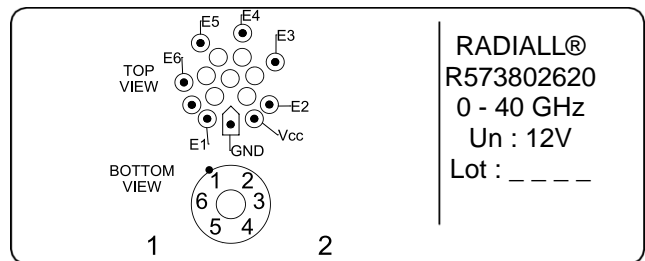 E5
E4
E3
E6
TOP
VIEW
E2
E1
Vcc
GND
BOTTOM
VIEW
1 2
6 3
5 4
1 2
RADIALL®
R573802620
0 - 40 GHz
Un : 12V
Lot : _ _ _ _